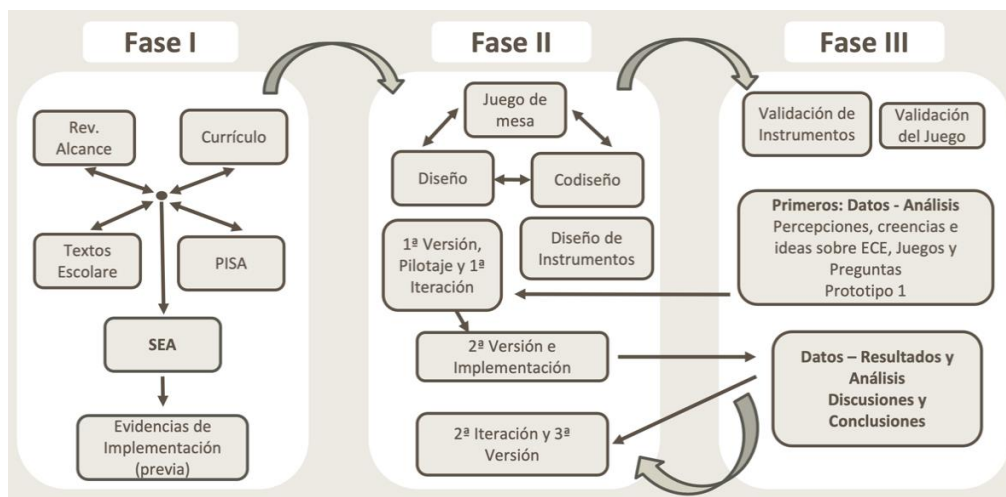 Fase I
Rev.
Alcance
Currículo
Textos
Escolare
PISA
SEA
Evidencias de
Implementación
(previa)
Fase II
Juego de
mesa
Diseño
Codiseño
1ª Versión,
Pilotaje y 1ª
Iteración
Diseño de
Instrumentos
2ª Versión e
Implementación
2ª Iteración y 3ª
Versión
Fase III
Validación de
Instrumentos
Validación
del Juego
Primeros: Datos - Análisis
Percepciones, creencias e
ideas sobre ECE, Juegos y
Preguntas
Prototipo 1
Datos – Resultados y
Análisis
Discusiones y
Conclusiones